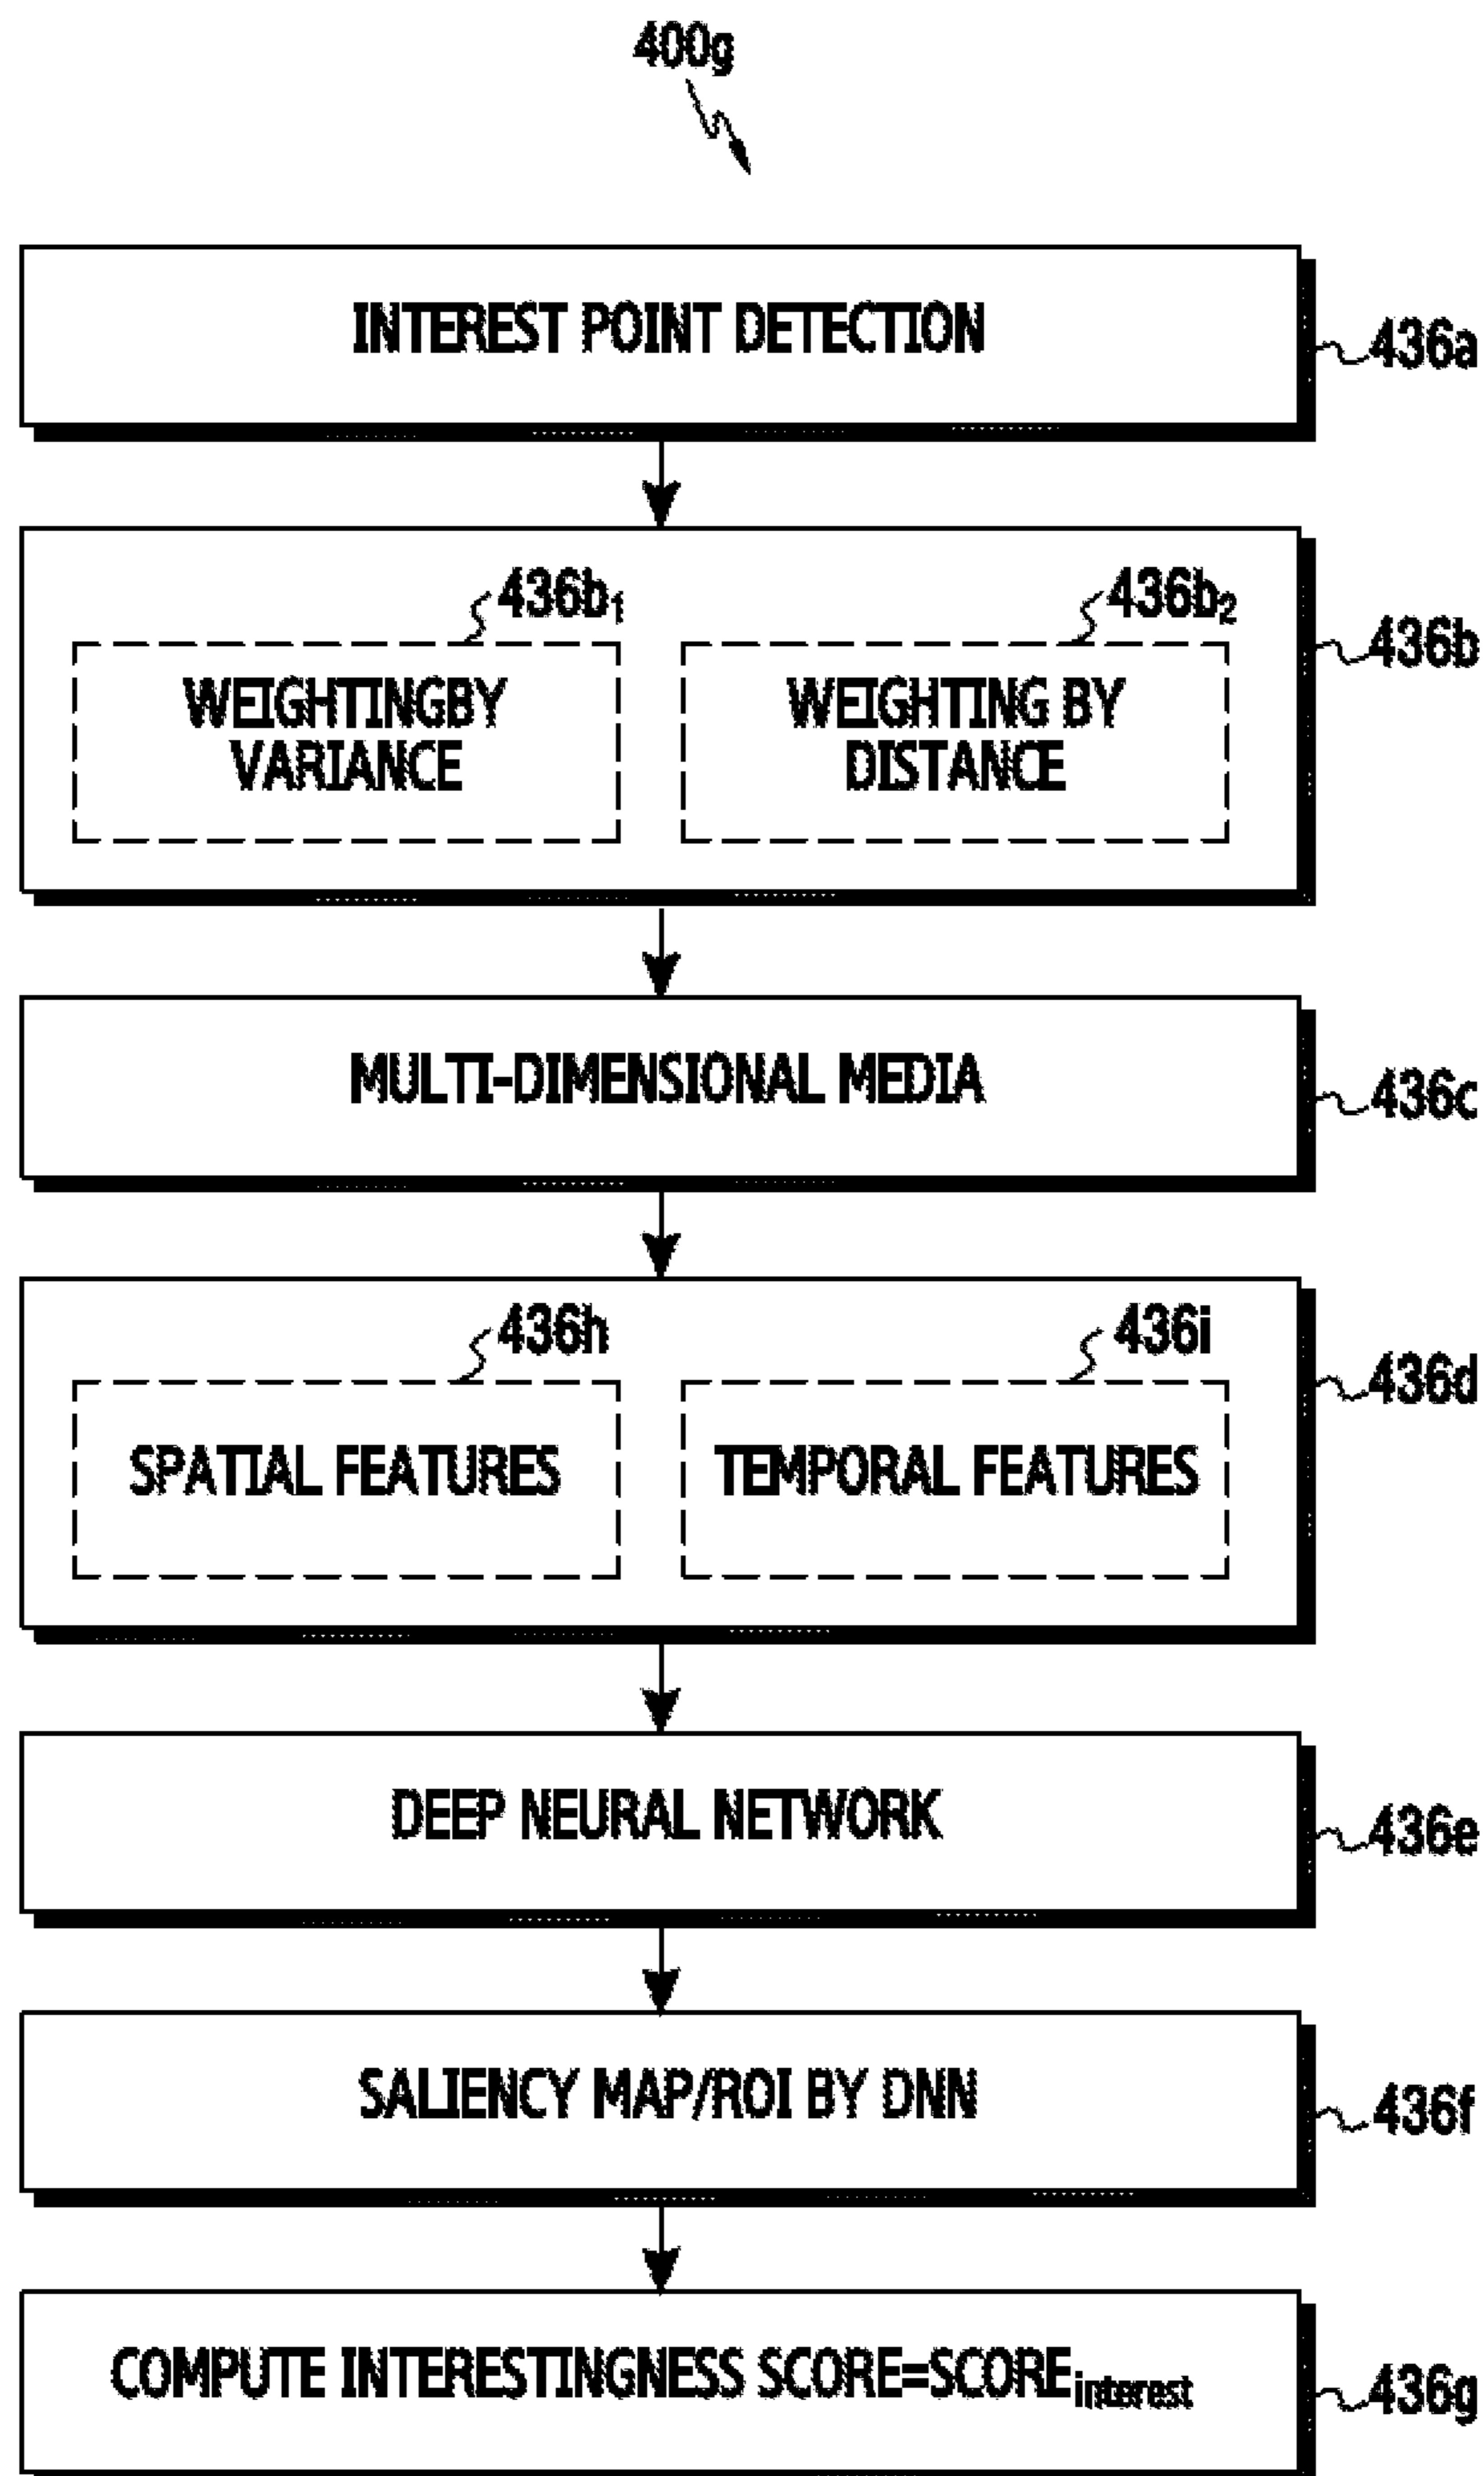 400g
INTEREST POINT DETECTION
436a
436b₁
436b₂
436b
WEIGHTINGBY
VARIANCE
WEIGHTING BY
DISTANCE
MULTI-DIMENSIONAL MEDIA
436c
436h
436i
436d
SPATIAL FEATURES
TEMPORAL FEATURES
DEEP NEURAL NETWORK
436e
SALIENCY MAP/ROI BY DNN
436f
COMPUTE INTERESTINGNESS SCORE=SCOREinterest
436g